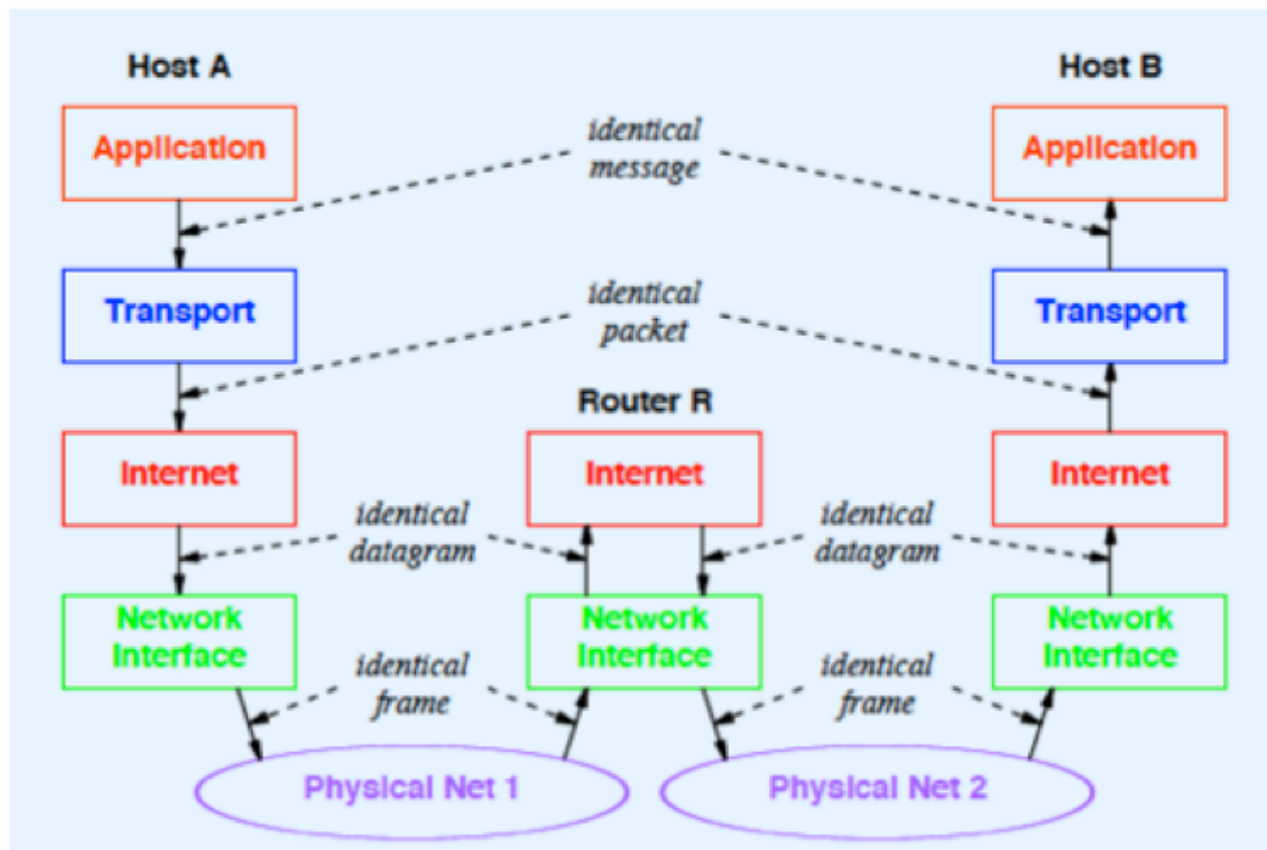 Host A
Host B
Application
identical
message
Application
Transport
identical
packet
Transport
Router R
Internet
Internet
Internet
identical
datagram
identical
datagram
Network
Interface
Network
Interface
Network
Interface
identical
frame
identical
frame
Physical Net 1
Physical Net 2